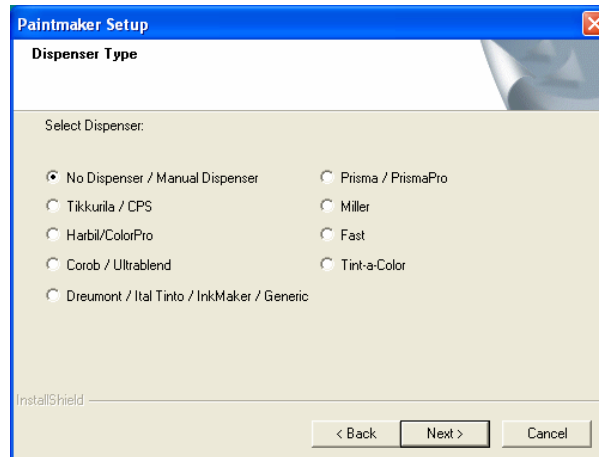 Paintmaker Setup
Dispenser Type
Select Dispenser:
No Dispenser / Manual Dispenser
Tikkurila / CPS
Harbil/ColorPro
Corob / Ultrablend
Dreumont / Ital Tinto / InkMaker / Generic
Prisma / PrismaPro
Miller
Fast
Tint-a-Color
InstallShield
< Back
Next >
Cancel